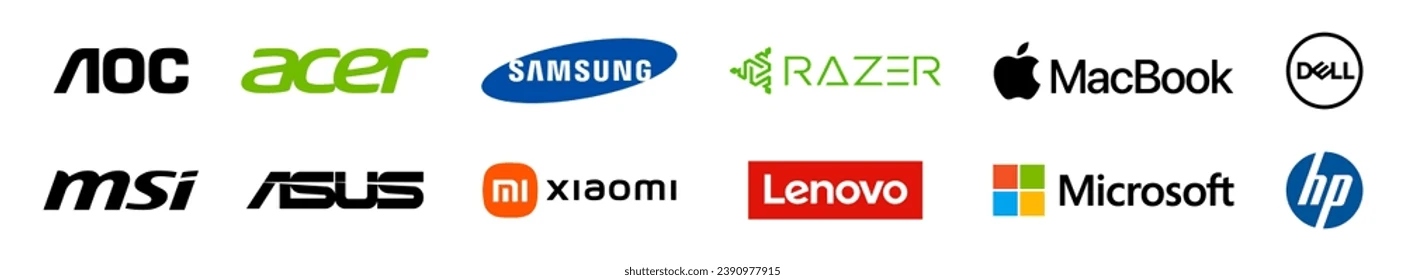 AOC acer SAMSUNG RAZER MacBook DELL
msi ASUS mi xiaomi Lenovo Microsoft hp
shutterstock.com · 2390977915